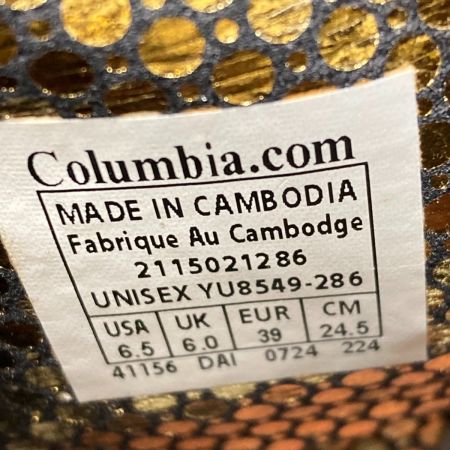 Columbia.com
MADE IN CAMBODIA
Fabrique Au Cambodge
2115021286
UNISEX YU8549-286
USA UK EUR CM
6.5 6.0 39 24.5
41156 DAI 0724 224